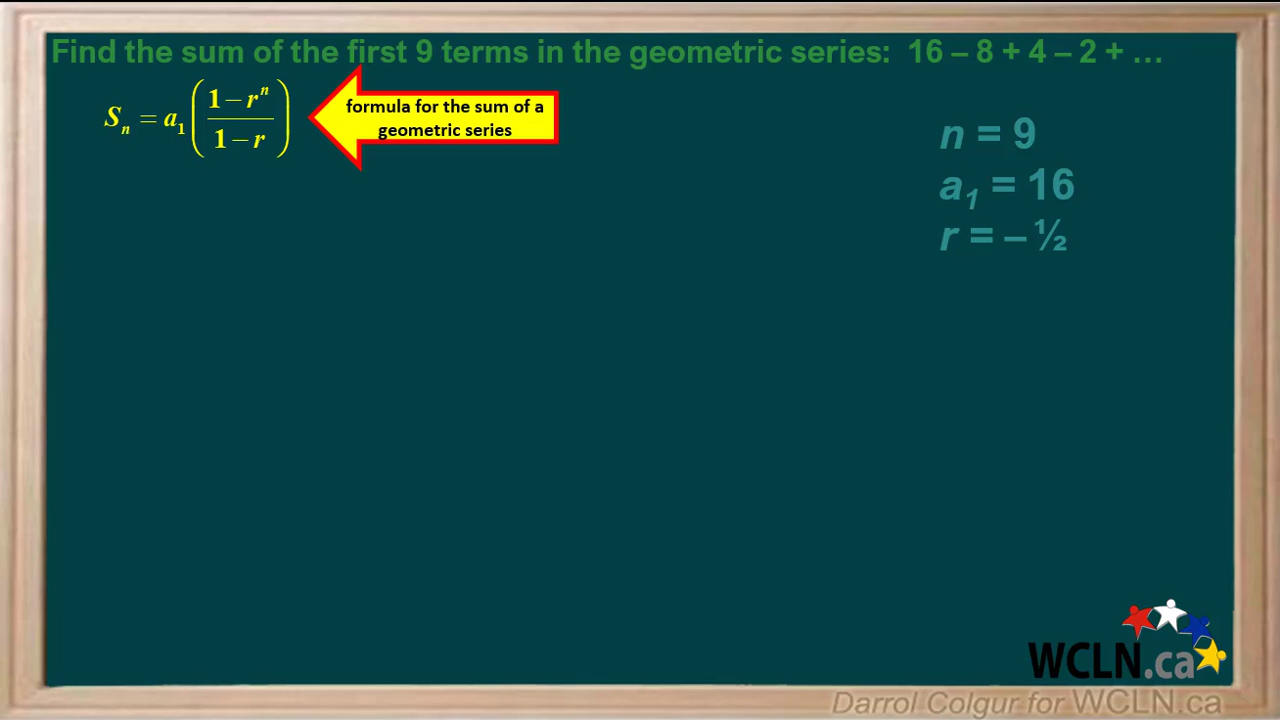 Find the sum of the first 9 terms in the geometric series: 16 – 8 + 4 – 2 + …
Sₙ = a₁ ( (1 – rⁿ) / (1 – r) )
formula for the sum of a
geometric series
n = 9
a₁ = 16
r = – ½
WCLN.ca
Darrol Colgur for WCLN.ca